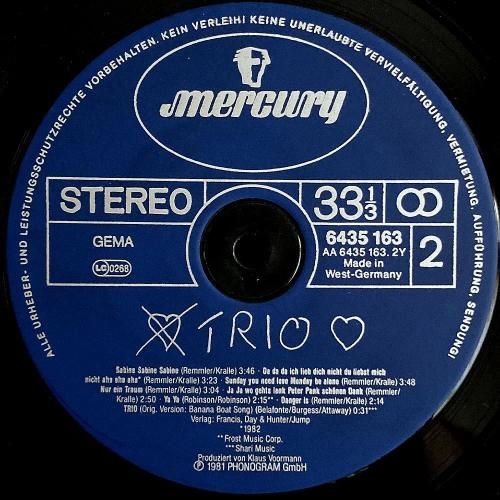 ALLE URHEBER- UND LEISTUNGSSCHUTZRECHTE VORBEHALTEN. KEIN VERLEIH! KEINE UNERLAUBTE VERVIELFÄLTIGUNG, VERMIETUNG, AUFFÜHRUNG, SENDUNG!
mercury
STEREO
33 1/3
GEMA
LC 0268
6435 163
AA 6435 163.2Y
Made in
West-Germany
2
TRIO
Sabine Sabine Sabine (Remmler/Kralle) 3:46 · Da da da ich lieb dich nicht du liebst mich
nicht aha aha aha* (Remmler/Kralle) 3:23 · Sunday you need love Monday be alone (Remmler/Kralle) 3:48
Nur ein Traum (Remmler/Kralle) 3:04 · Ja Ja wo gehts lank Peter Pank schönen Dank (Remmler/
Kralle) 2:50 · Ya Ya (Robinson/Robinson) 2:15** · Danger is (Remmler/Kralle) 2:14
TRIO (Orig. Version: Banana Boat Song) (Belafonte/Burgess/Attaway) 0:31***
Verlag: Francis, Day & Hunter/Jump
*1982
**Frost Music Corp.
***Shari Music
Produziert von Klaus Voormann
℗ 1981 PHONOGRAM GmbH